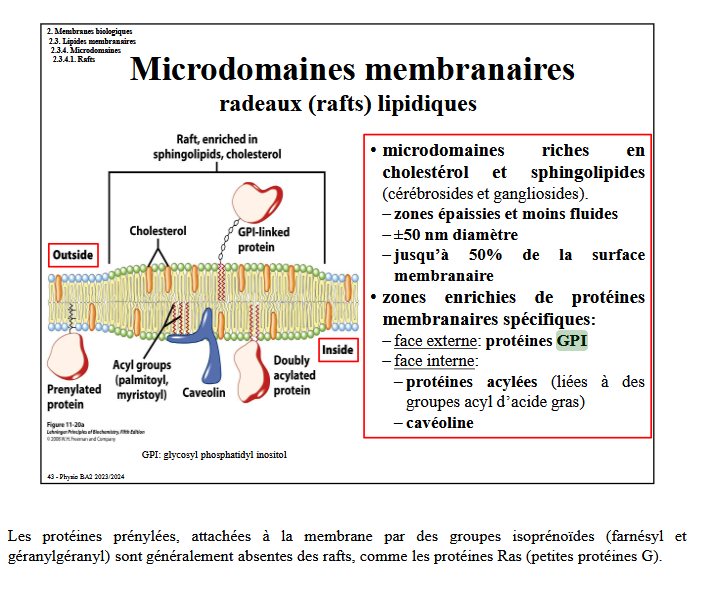 2. Membranes biologiques
2.3. Lipides membranaires
2.3.4. Microdomaines
2.3.4.1. Rafts
Microdomaines membranaires
radeaux (rafts) lipidiques
Raft, enriched in
sphingolipids, cholesterol
Cholesterol
GPI-linked
protein
Outside
Inside
Prenylated
protein
Acyl groups
(palmitoyl,
myristoyl)
Caveolin
Doubly
acylated
protein
Figure 11-20a
Lehninger Principles of Biochemistry, Fifth Edition
© 2008 W.H. Freeman and Company
GPI: glycosyl phosphatidyl inositol
43 - Physio BA2 2023/2024
• microdomaines riches en
cholestérol et sphingolipides
(cérébrosides et gangliosides).
– zones épaissies et moins fluides
– ±50 nm diamètre
– jusqu’à 50% de la surface
membranaire
• zones enrichies de protéines
membranaires spécifiques:
– face externe: protéines GPI
– face interne:
– protéines acylées (liées à des
groupes acyl d’acide gras)
– cavéoline
Les protéines prénylées, attachées à la membrane par des groupes isoprénoïdes (farnésyl et
géranylgéranyl) sont généralement absentes des rafts, comme les protéines Ras (petites protéines G).